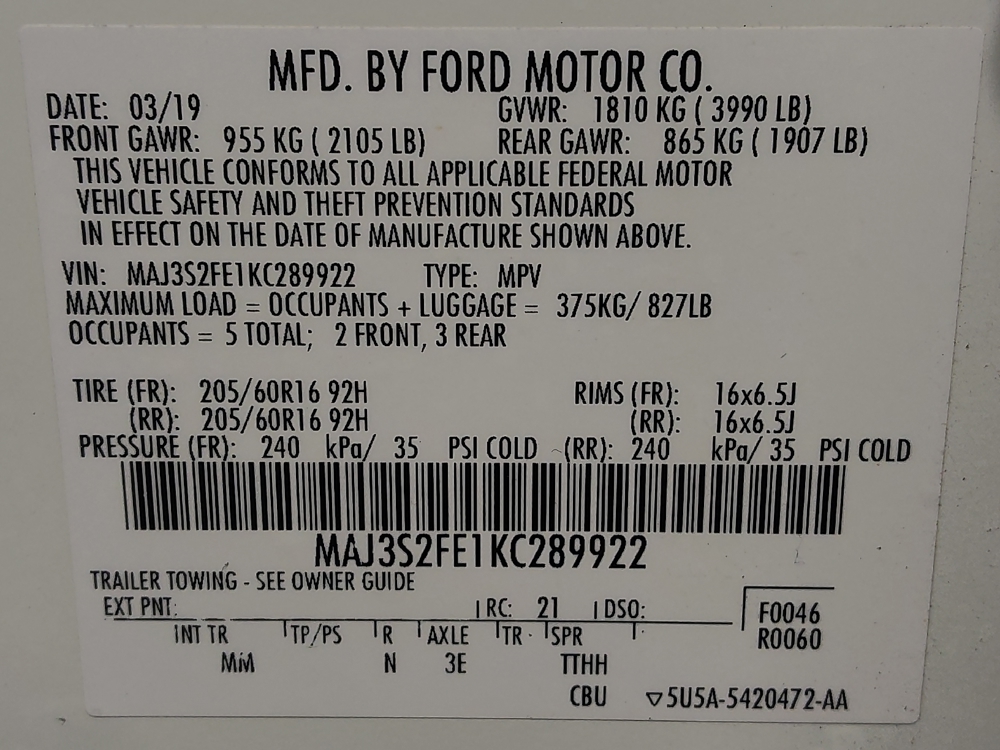 MFD. BY FORD MOTOR CO.
DATE: 03/19 GVWR: 1810 KG ( 3990 LB)
FRONT GAWR: 955 KG ( 2105 LB) REAR GAWR: 865 KG ( 1907 LB)
THIS VEHICLE CONFORMS TO ALL APPLICABLE FEDERAL MOTOR
VEHICLE SAFETY AND THEFT PREVENTION STANDARDS
IN EFFECT ON THE DATE OF MANUFACTURE SHOWN ABOVE.
VIN: MAJ3S2FE1KC289922 TYPE: MPV
MAXIMUM LOAD = OCCUPANTS + LUGGAGE = 375KG/ 827LB
OCCUPANTS = 5 TOTAL; 2 FRONT, 3 REAR
TIRE (FR): 205/60R16 92H RIMS (FR): 16x6.5J
(RR): 205/60R16 92H (RR): 16x6.5J
PRESSURE (FR): 240 kPa/ 35 PSI COLD (RR): 240 kPa/ 35 PSI COLD
MAJ3S2FE1KC289922
TRAILER TOWING - SEE OWNER GUIDE
EXT PNT: RC: 21 DSO: F0046
INT TR TP/PS R AXLE TR SPR R0060
MM N 3E TTHH
CBU ▽5U5A-5420472-AA